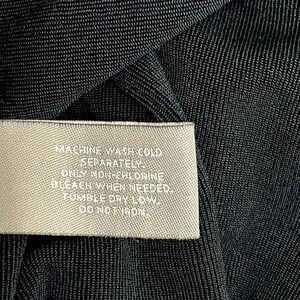 MACHINE WASH COLD
SEPARATELY.
ONLY NON-CHLORINE
BLEACH WHEN NEEDED.
TUMBLE DRY LOW.
DO NOT IRON.